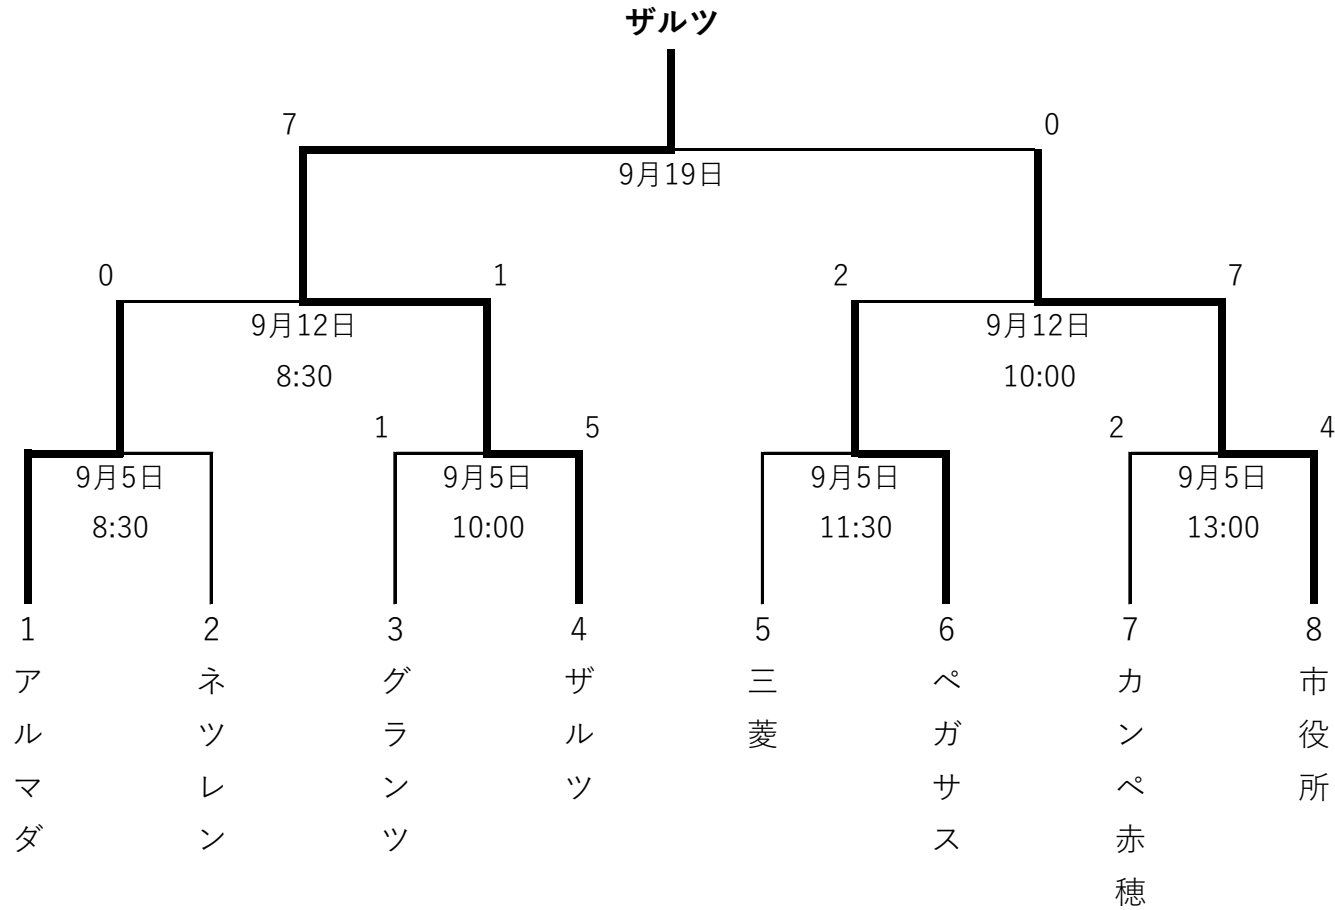 ザルツ
7
0
9月19日
0
1
2
7
9月12日
9月12日
8:30
10:00
1
5
2
4
9月5日
9月5日
9月5日
9月5日
8:30
10:00
11:30
13:00
1
2
3
4
5
6
7
8
アルマダ
ネツレン
グランツ
ザルツ
三菱
ペガサス
カンペ赤穂
市役所